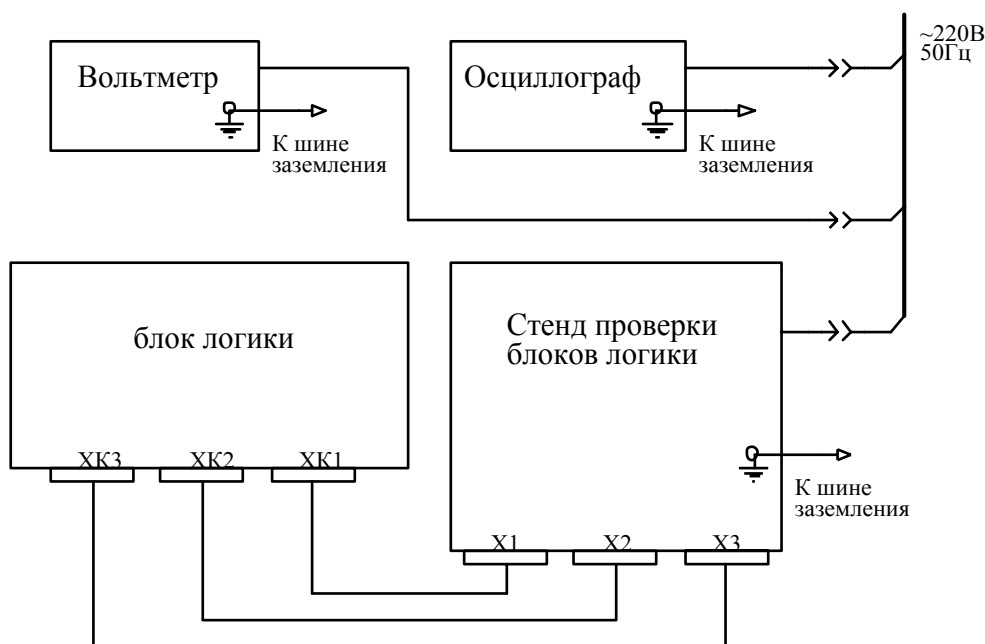 ~220В
50Гц
Вольтметр
К шине
заземления
Осциллограф
К шине
заземления
блок логики
ХК3
ХК2
ХК1
Стенд проверки
блоков логики
К шине
заземления
Х1
Х2
Х3